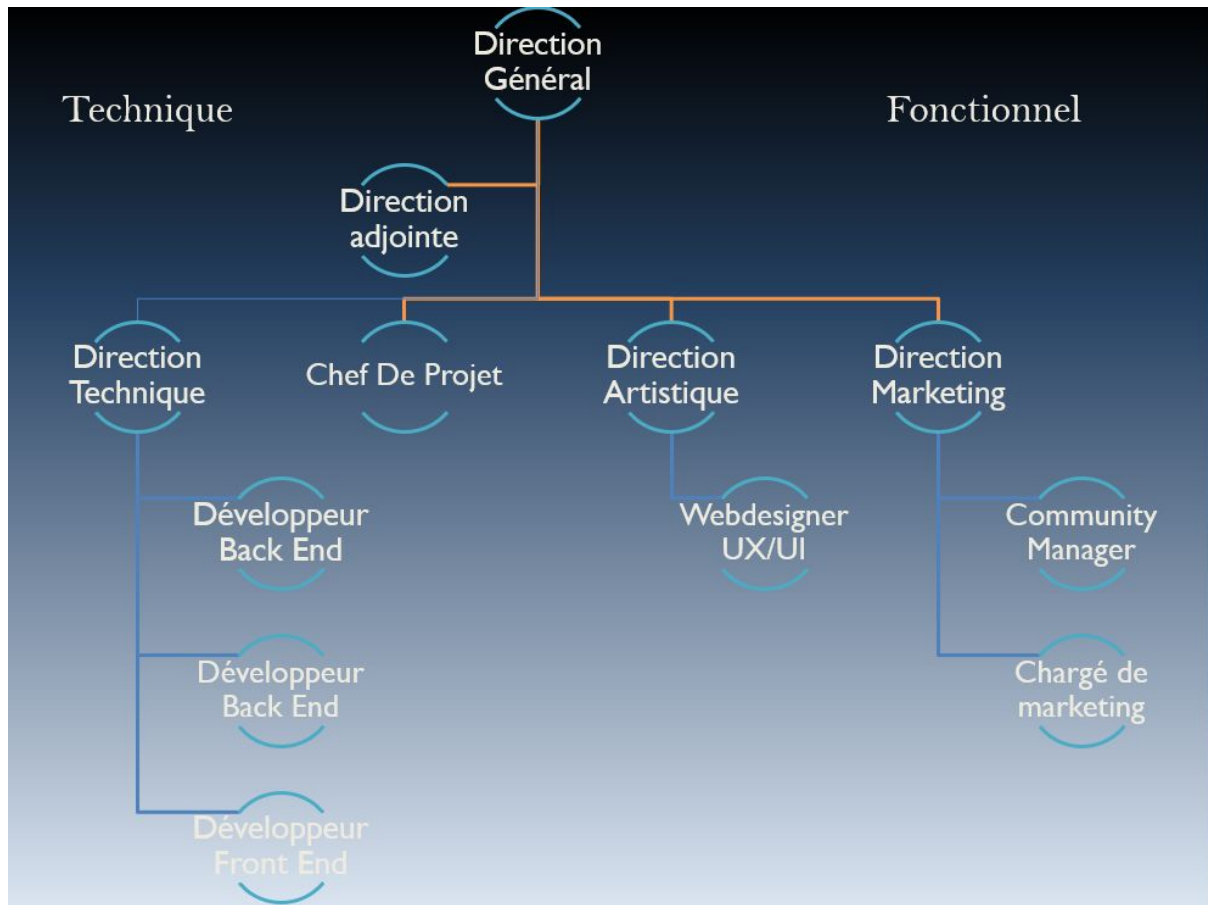 Direction
Général
Technique
Fonctionnel
Direction
adjointe
Direction
Technique
Chef De Projet
Direction
Artistique
Direction
Marketing
Développeur
Back End
Webdesigner
UX/UI
Community
Manager
Développeur
Back End
Chargé de
marketing
Développeur
Front End